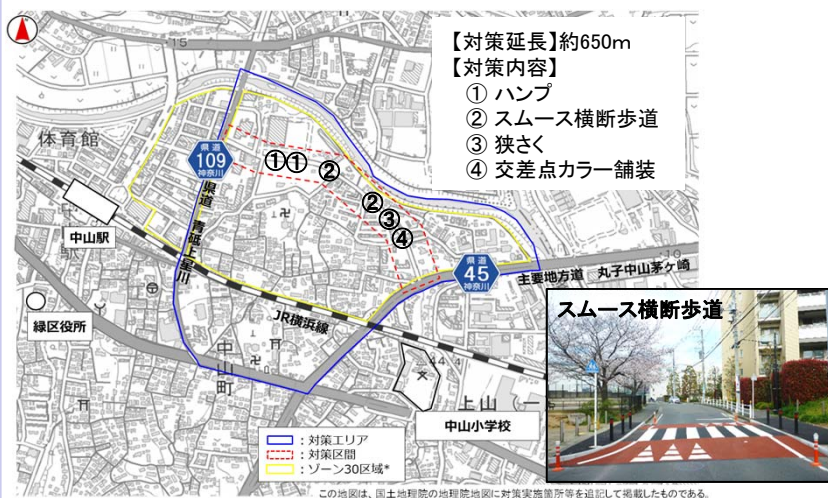 【対策延長】約650m
【対策内容】
① ハンプ
② スムース横断歩道
③ 狭さく
④ 交差点カラー舗装
15
体育館
県道
109
神奈川
①①
②
②
③
④
県道 青砥上星川
中山駅
駅
県道
45
神奈川
10
主要地方道 丸子中山茅ヶ崎
JR横浜線
緑区役所
中山町
44.4
上山 一
中山小学校
スムース横断歩道
：対策エリア
：対策区間
：ゾーン30区域*
この地図は、国土地理院の地理院地図に対策実施箇所等を追記して掲載したものである。